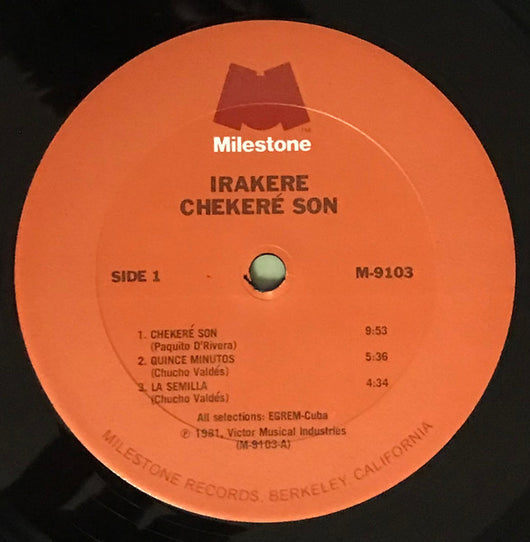 ™
Milestone
IRAKERE
CHEKERÉ SON
SIDE 1
M-9103
1. CHEKERÉ SON 9:53
(Paquito D'Rivera)
2. QUINCE MINUTOS 5:36
(Chucho Valdés)
3. LA SEMILLA 4:34
(Chucho Valdés)
All selections: EGREM-Cuba
℗ 1981, Victor Musical Industries
(M-9103-A)
MILESTONE RECORDS, BERKELEY, CALIFORNIA